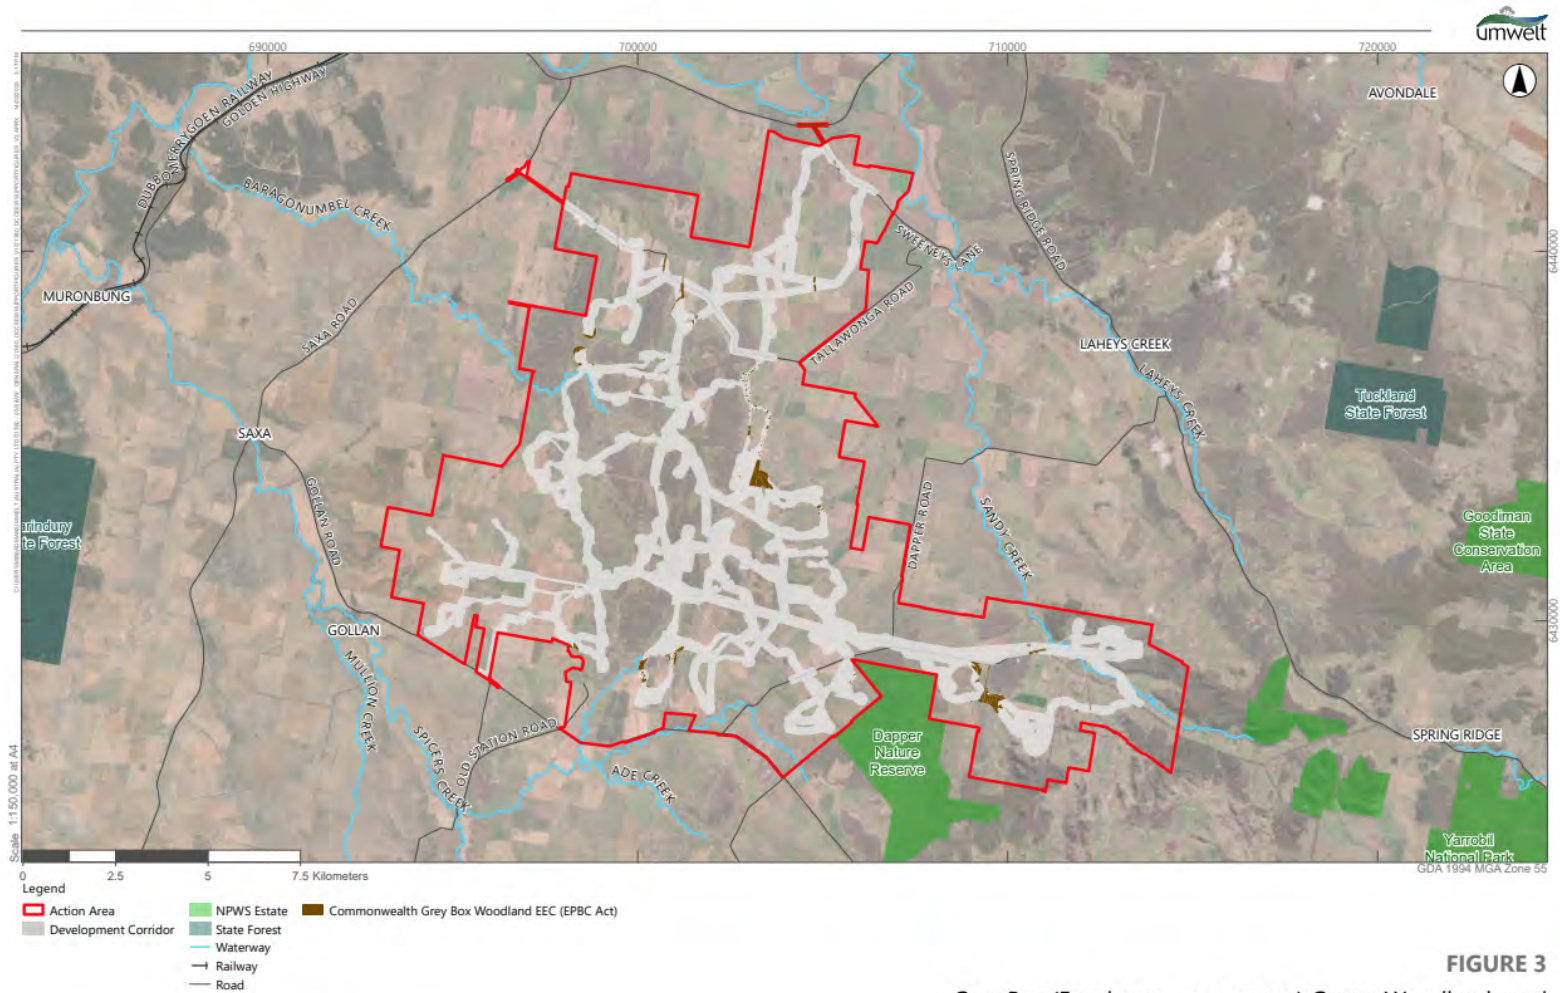 umwelt
690000
700000
710000
720000
AVONDALE
DUBBO MERRYGOEN RAILWAY
GOLDEN HIGHWAY
BARAGONUMBEL CREEK
SPRING RIDGE ROAD
SWEENEYS LANE
6440000
MURONBUNG
SAXA ROAD
TALLAWONGA ROAD
LAHEYS CREEK
LAHEYS CREEK
Tuckland
State Forest
SAXA
GOLLAN ROAD
DAPPER ROAD
SANDY CREEK
Goodiman
State
Conservation
Area
erindury
te Forest
6430000
GOLLAN
MULLION CREEK
SPICERS CREEK
OLD STATION ROAD
ADE CREEK
Dapper
Nature
Reserve
SPRING RIDGE
Yarrobil
National Park
Scale 1:150,000 at A4
0 2.5 5 7.5 Kilometers
GDA 1994 MGA Zone 55
Legend
Action Area
Development Corridor
NPWS Estate
State Forest
Waterway
Railway
Road
Commonwealth Grey Box Woodland EEC (EPBC Act)
FIGURE 3